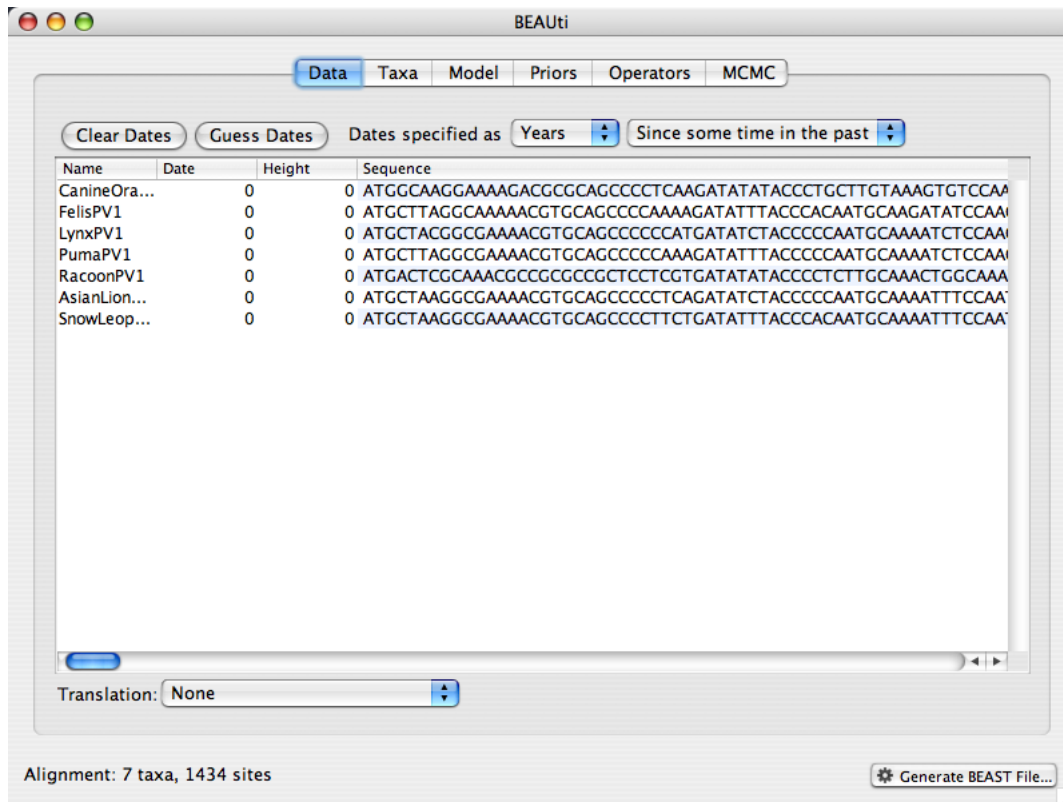 BEAUti
Data Taxa Model Priors Operators MCMC
Clear Dates Guess Dates Dates specified as Years Since some time in the past
Name Date Height Sequence
CanineOra... 0 0 ATGGCAAGGAAAAGACGCGCAGCCCCTCAAGATATATACCCTGCTTGTAAAGTGTCCAA
FelisPV1 0 0 ATGCTTAGGCAAAAACGTGCAGCCCCAAAAGATATTTACCCACAATGCAAGATATCCAA
LynxPV1 0 0 ATGCTACGGCGAAAACGTGCAGCCCCCCATGATATCTACCCCCAATGCAAAATCTCCAA
PumaPV1 0 0 ATGCTTAGGCGAAAACGTGCAGCCCCCAAAGATATTTACCCCCAATGCAAAATCTCCAA
RacoonPV1 0 0 ATGACTCGCAAACGCCGCGCCGCTCCTCGTGATATATACCCCTCTTGCAAACTGGCAAA
AsianLion... 0 0 ATGCTAAGGCGAAAACGTGCAGCCCCCTCAGATATCTACCCCCAATGCAAAATTTCCAA
SnowLeop... 0 0 ATGCTAAGGCGAAAACGTGCAGCCCCTTCTGATATTTACCCACAATGCAAAATTTCCAA
Translation: None
Alignment: 7 taxa, 1434 sites
Generate BEAST File...